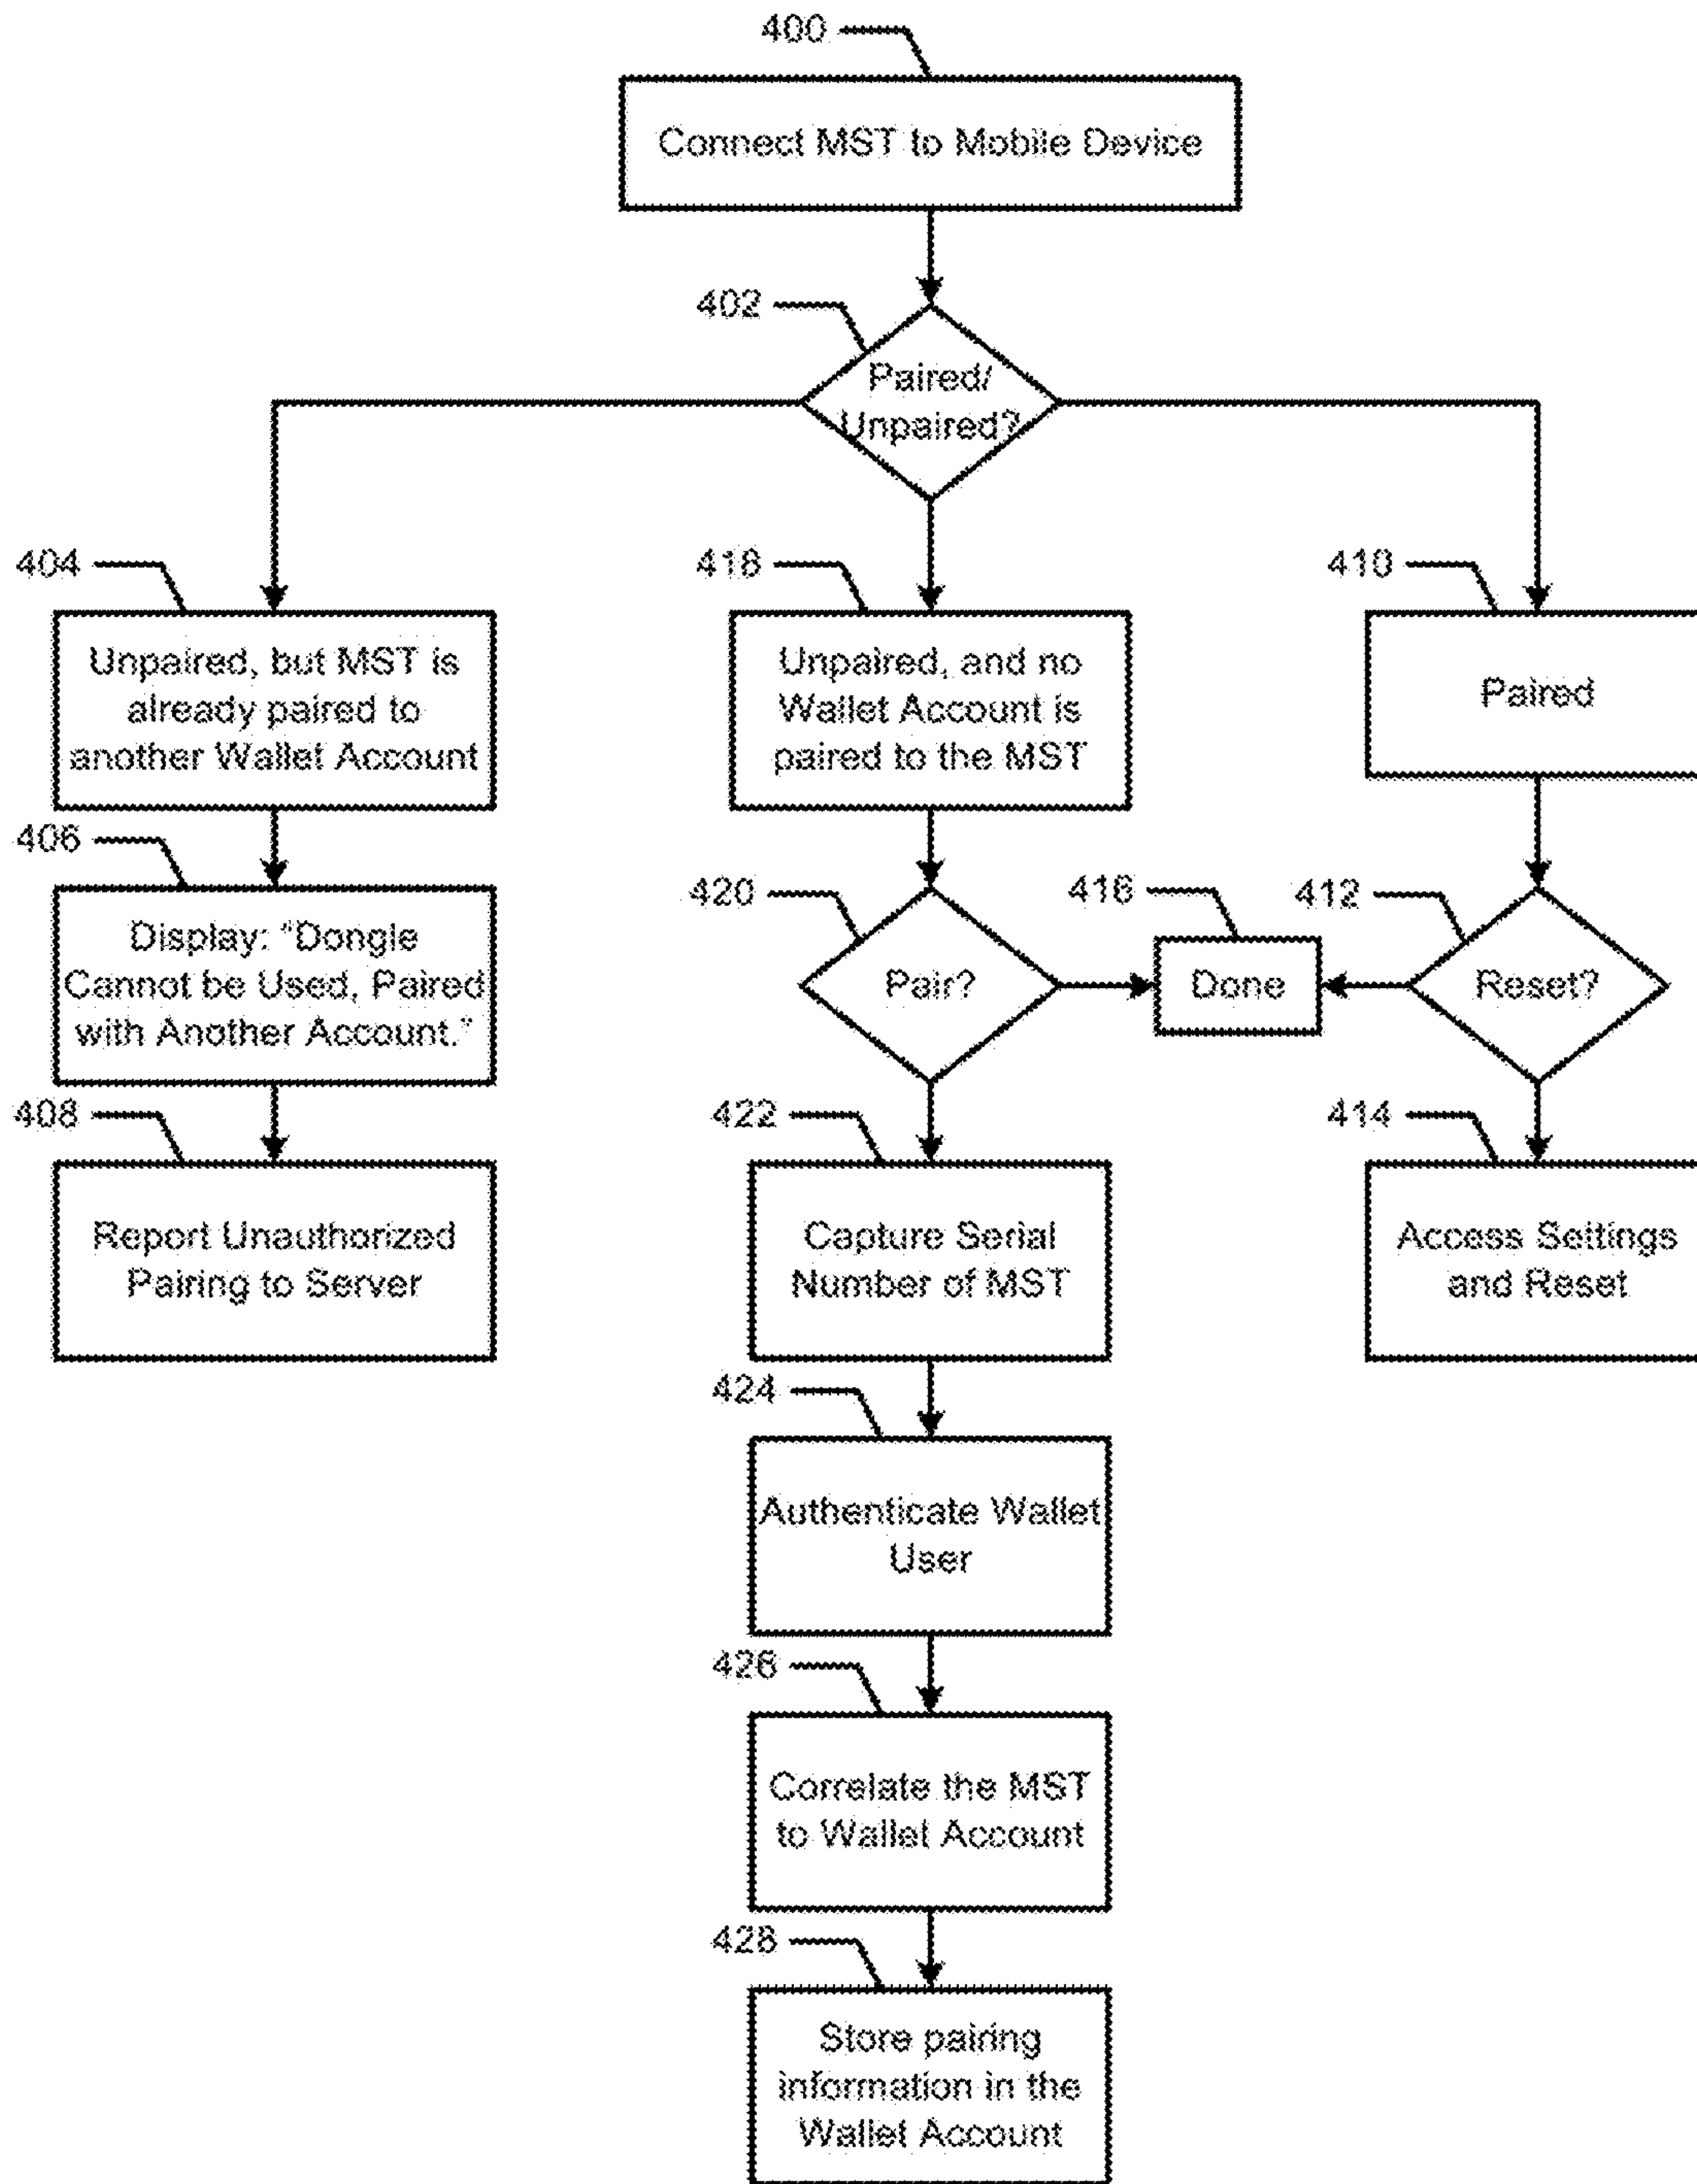 400
Connect MST to Mobile Device
402
Paired/
Unpaired?
404
Unpaired, but MST is
already paired to
another Wallet Account
406
Display: "Dongle
Cannot be Used, Paired
with Another Account."
408
Report Unauthorized
Pairing to Server
418
Unpaired, and no
Wallet Account is
paired to the MST
420
Pair?
416
Done
422
Capture Serial
Number of MST
424
Authenticate Wallet
User
426
Correlate the MST
to Wallet Account
428
Store pairing
information in the
Wallet Account
410
Paired
412
Reset?
414
Access Settings
and Reset